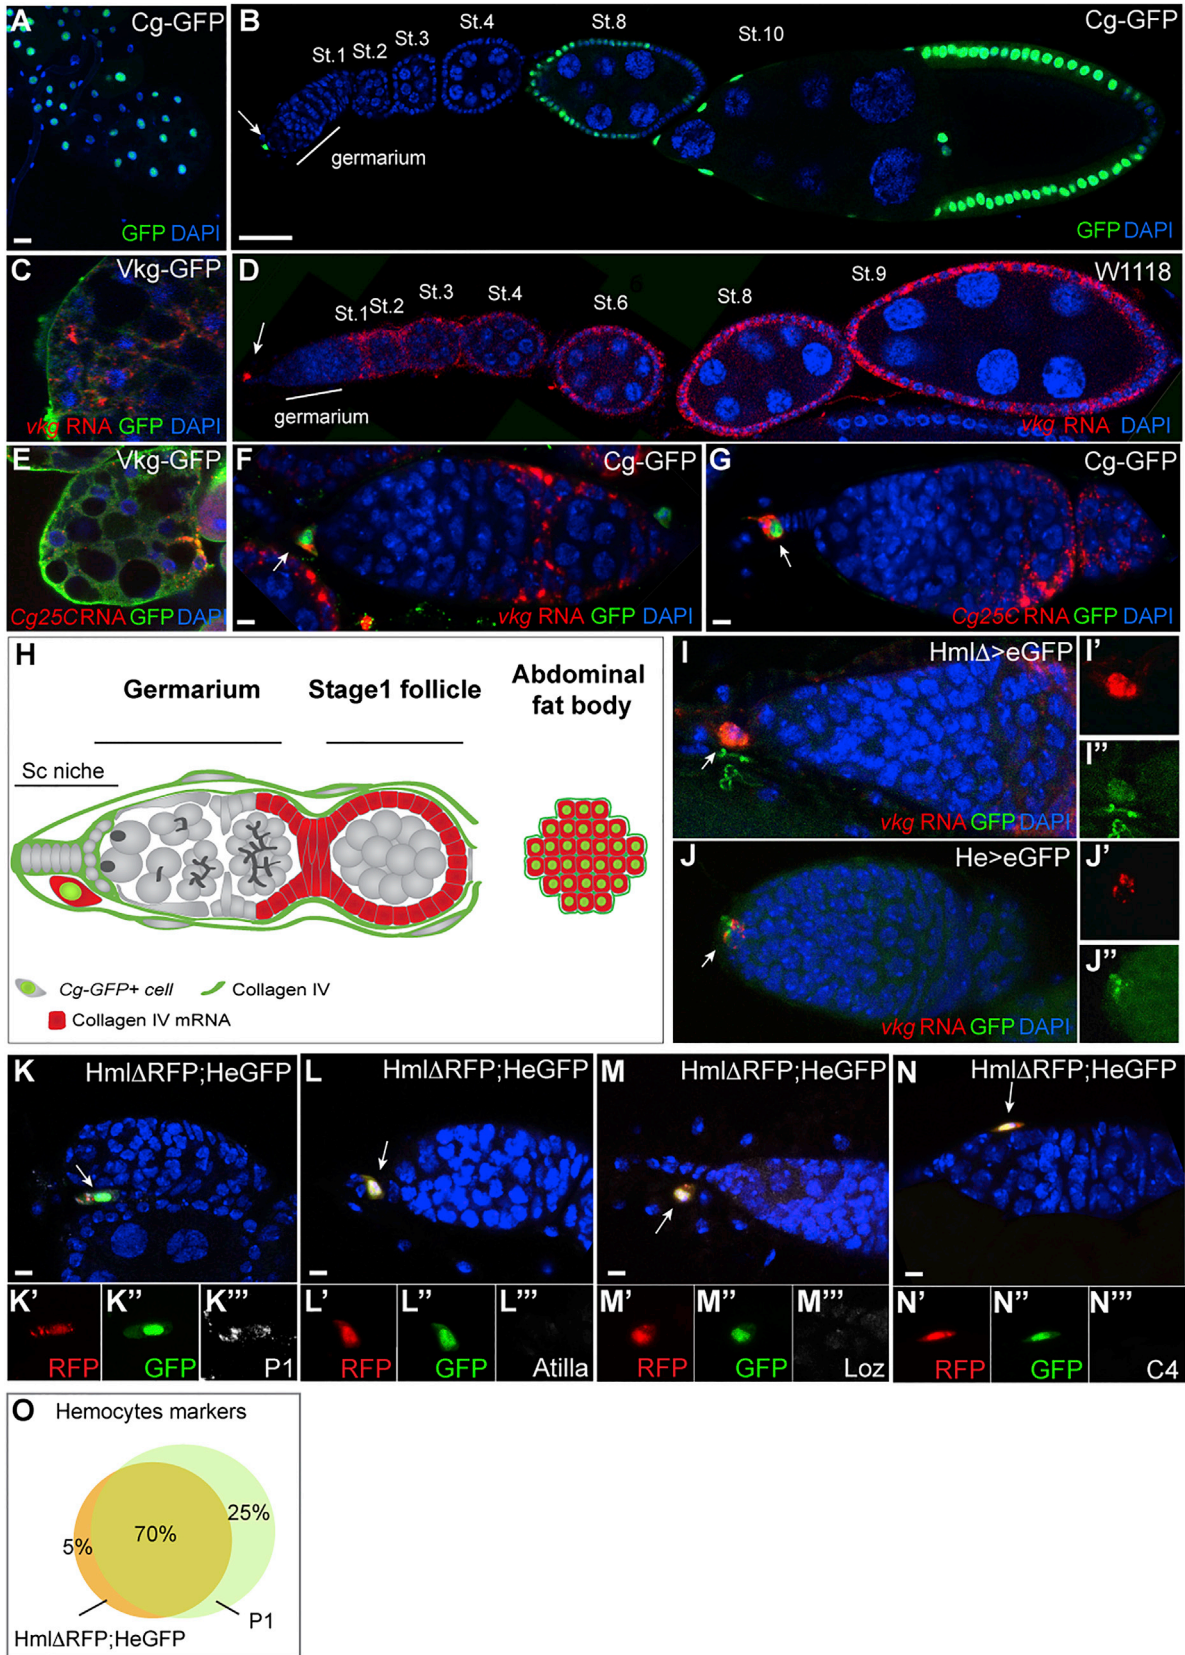 A Cg-GFP
GFP DAPI
B St.1 St.2 St.3 St.4 St.8 St.10 Cg-GFP
germarium
GFP DAPI
C Vkg-GFP
vkg RNA GFP DAPI
D St.1 St.2 St.3 St.4 St.6 St.8 St.9 W1118
germarium
vkg RNA DAPI
E Vkg-GFP
Cg25C RNA GFP DAPI
F Cg-GFP
vkg RNA GFP DAPI
G Cg-GFP
Cg25C RNA GFP DAPI
H
Germarium Stage1 follicle Abdominal
fat body
Sc niche
Cg-GFP+ cell Collagen IV
Collagen IV mRNA
I HmlΔ>eGFP
vkg RNA GFP DAPI
I'
I''
J He>eGFP
vkg RNA GFP DAPI
J'
J''
K HmlΔRFP;HeGFP
K' RFP
K'' GFP
K''' P1
L HmlΔRFP;HeGFP
L' RFP
L'' GFP
L''' Atilla
M HmlΔRFP;HeGFP
M' RFP
M'' GFP
M''' Loz
N HmlΔRFP;HeGFP
N' RFP
N'' GFP
N''' C4
O Hemocytes markers
25%
70%
5%
P1
HmlΔRFP;HeGFP